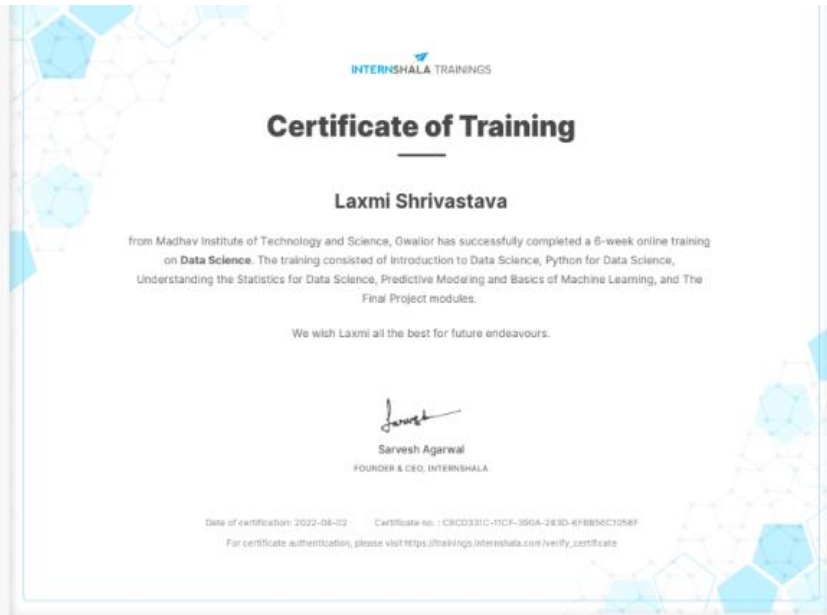 INTERNSHALA TRAININGS
Certificate of Training
Laxmi Shrivastava
from Madhav Institute of Technology and Science, Gwalior has successfully completed a 6-week online training
on Data Science. The training consisted of Introduction to Data Science, Python for Data Science,
Understanding the Statistics for Data Science, Predictive Modeling and Basics of Machine Learning, and The
Final Project modules.
We wish Laxmi all the best for future endeavours.
Sarvesh Agarwal
FOUNDER & CEO, INTERNSHALA
Date of certification: 2022-08-02 Certificate no. :
For certificate authentication, please visit https://trainings.internshala.com/verify_certificate